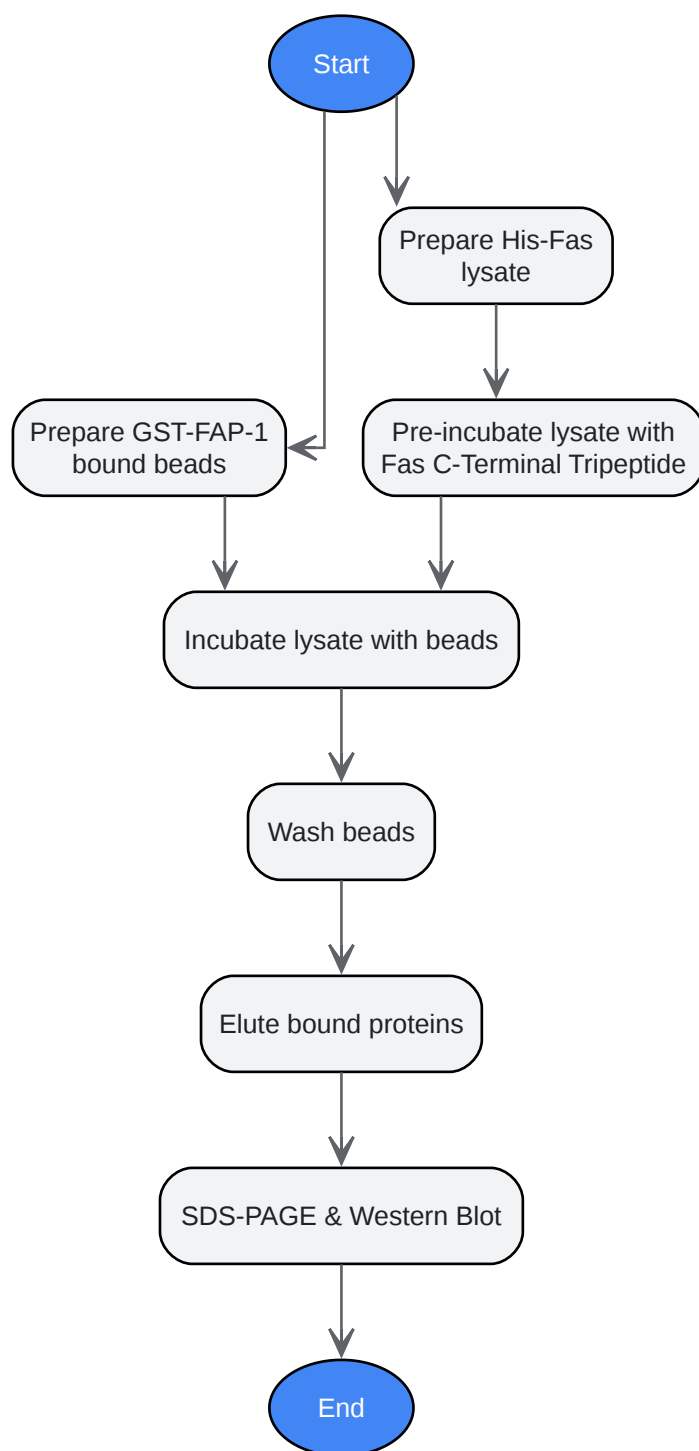 Start
Prepare His-Fas
lysate
Prepare GST-FAP-1
bound beads
Pre-incubate lysate with
Fas C-Terminal Tripeptide
Incubate lysate with beads
Wash beads
Elute bound proteins
SDS-PAGE & Western Blot
End